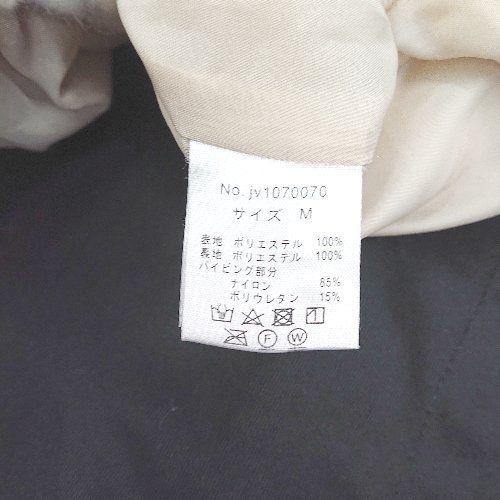 No.jv1070070
サイズ M
表地 ポリエステル 100%
裏地 ポリエステル 100%
パイピング部分
ナイロン 85%
ポリウレタン 15%
F W